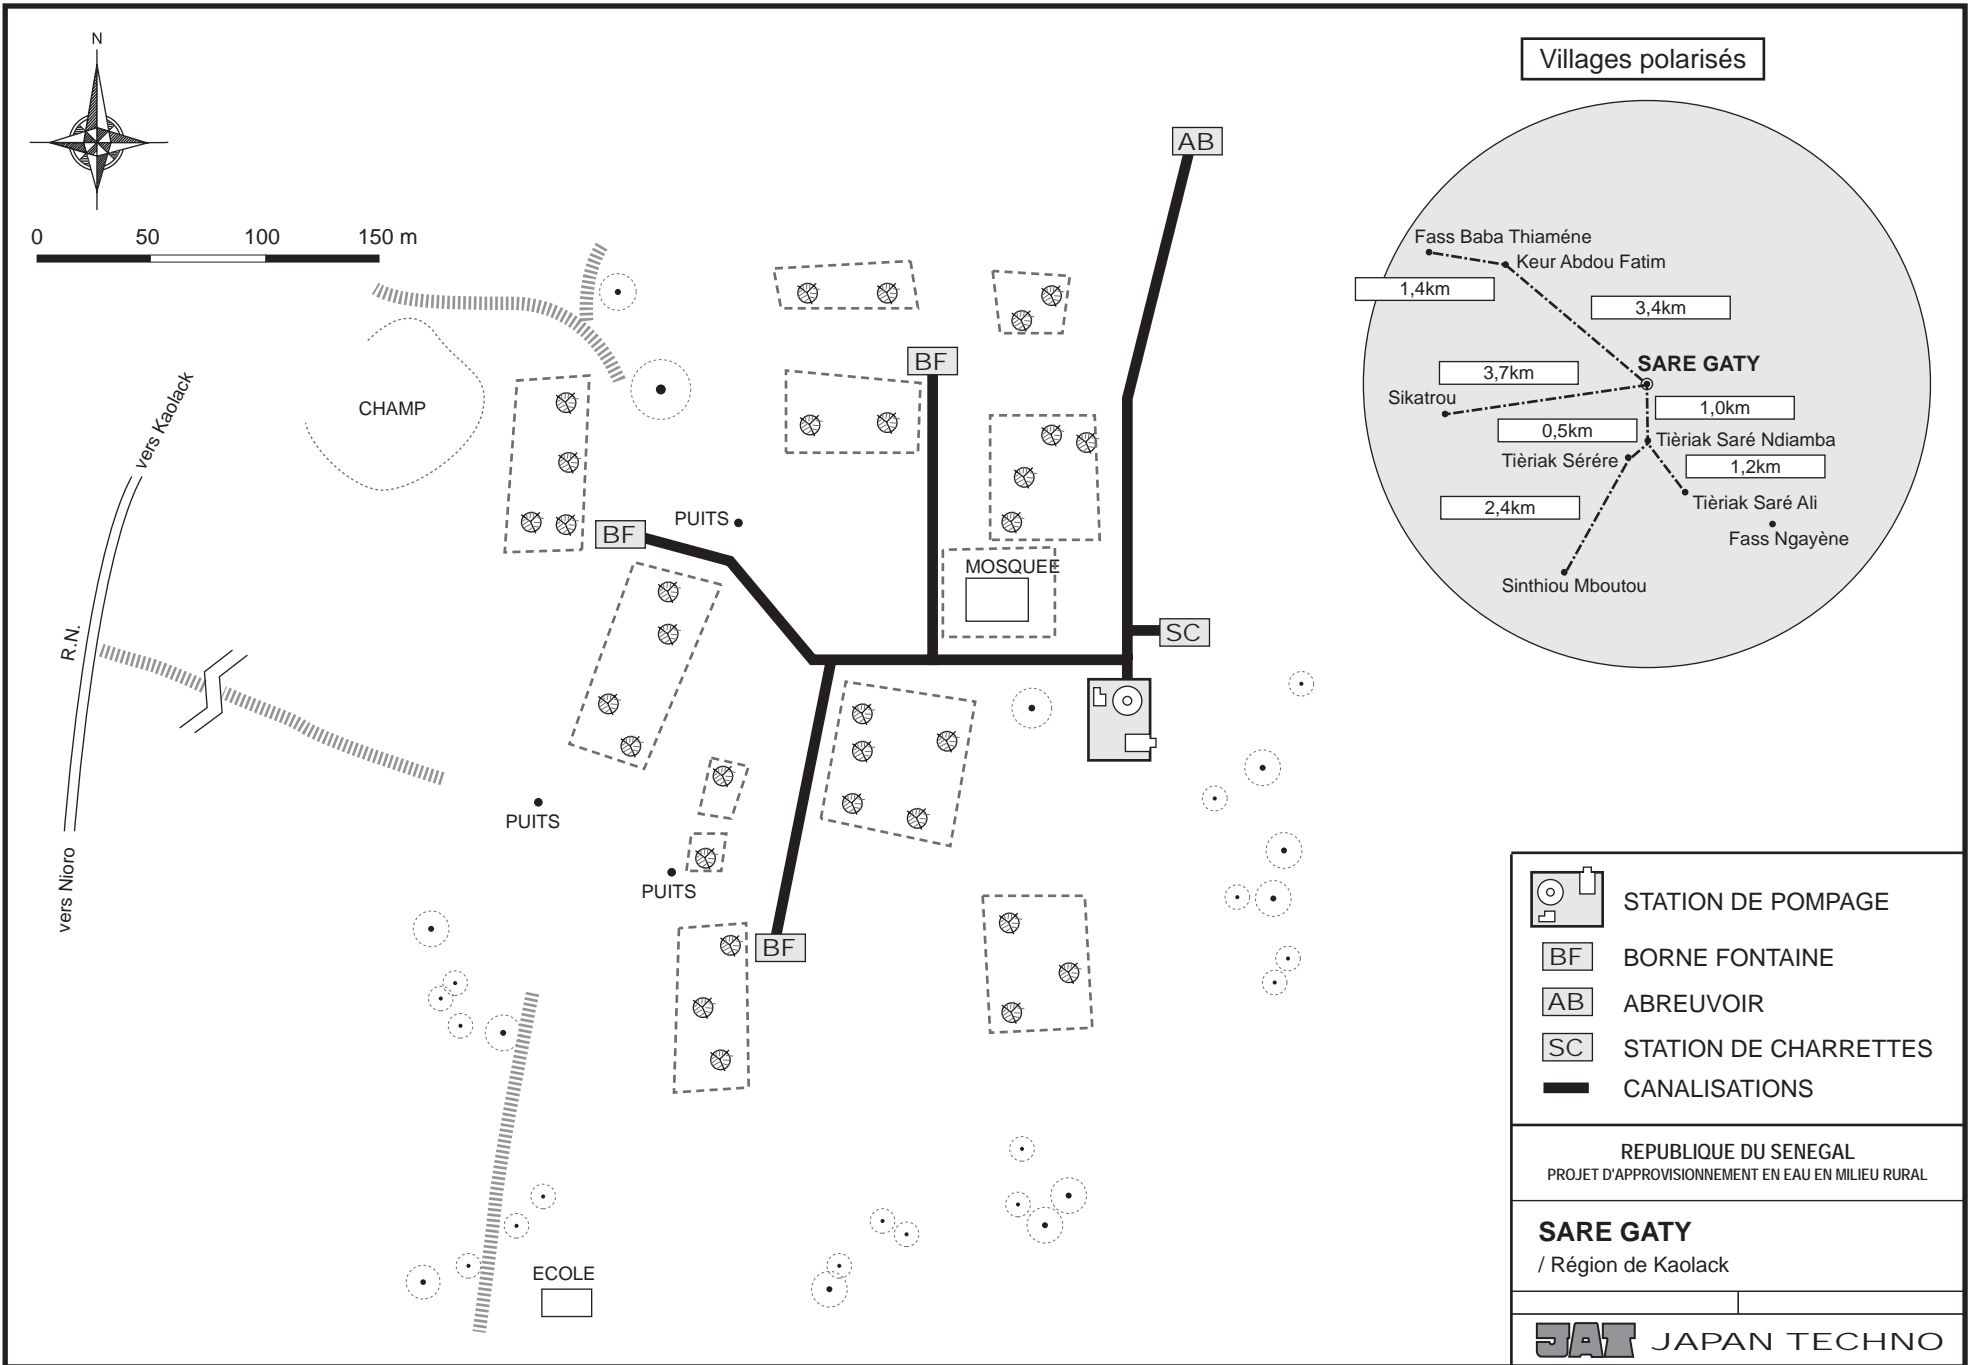 N
0 50 100 150 m
CHAMP
vers Kaolack
R.N.
vers Nioro
AB
BF
BF
PUITS
MOSQUEE
SC
PUITS
PUITS
BF
ECOLE
Villages polarisés
Fass Baba Thiaméne
Keur Abdou Fatim
1,4km
3,4km
SARE GATY
3,7km
Sikatrou
1,0km
0,5km
Tièriak Saré Ndiamba
Tièriak Sérére
1,2km
2,4km
Tièriak Saré Ali
Fass Ngayène
Sinthiou Mboutou
STATION DE POMPAGE
BF BORNE FONTAINE
AB ABREUVOIR
SC STATION DE CHARRETTES
CANALISATIONS
REPUBLIQUE DU SENEGAL
PROJET D'APPROVISIONNEMENT EN EAU EN MILIEU RURAL
SARE GATY
/ Région de Kaolack
JAT JAPAN TECHNO